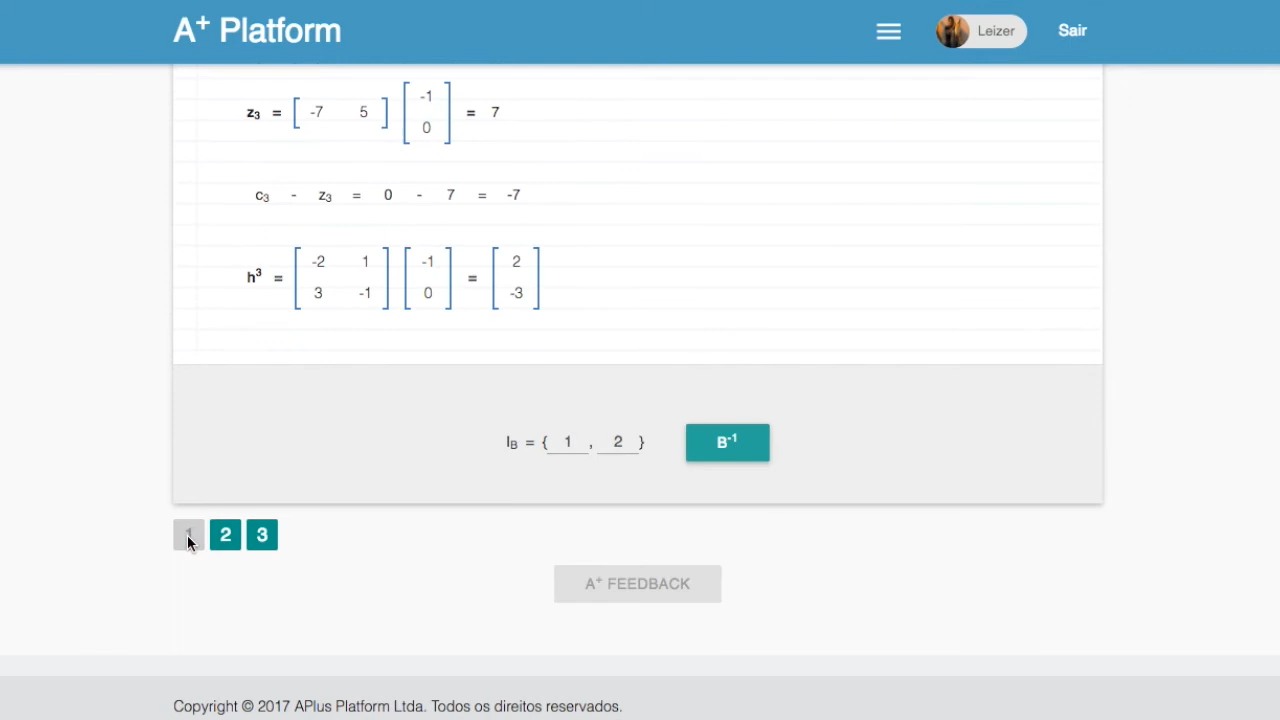 A⁺ Platform
Leizer
Sair
z₃ = [ -7 5 ] [ -1 0 ] = 7
c₃ - z₃ = 0 - 7 = -7
h³ = [ -2 1 3 -1 ] [ -1 0 ] = [ 2 -3 ]
I_B = { 1 , 2 }
B⁻¹
1 2 3
A⁺ FEEDBACK
Copyright © 2017 APlus Platform Ltda. Todos os direitos reservados.